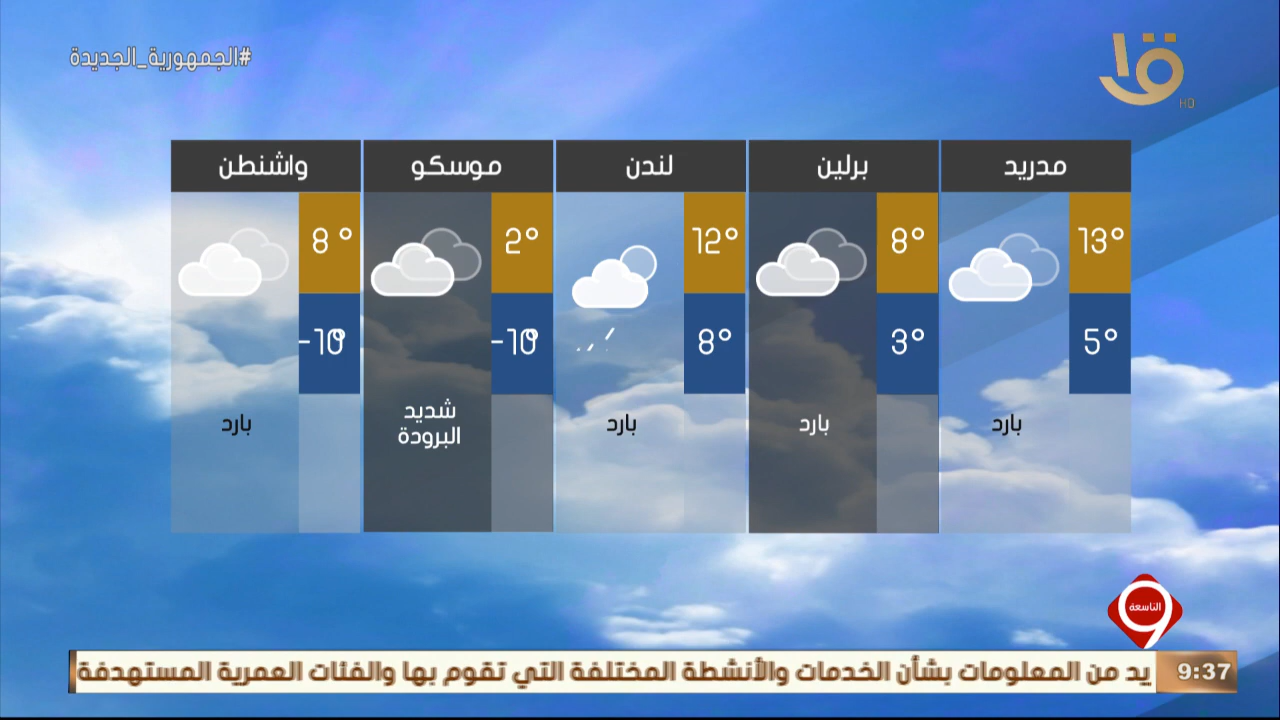 #الجمهورية_الجديدة
HD
مدريد
13°
5°
بارد
برلين
8°
3°
بارد
لندن
12°
8°
بارد
موسكو
2°
-10°
شديد
البرودة
واشنطن
8 °
-10°
بارد
التاسعة
9
9:37
يد من المعلومات بشأن الخدمات والأنشطة المختلفة التي تقوم بها والفئات العمرية المستهدفة